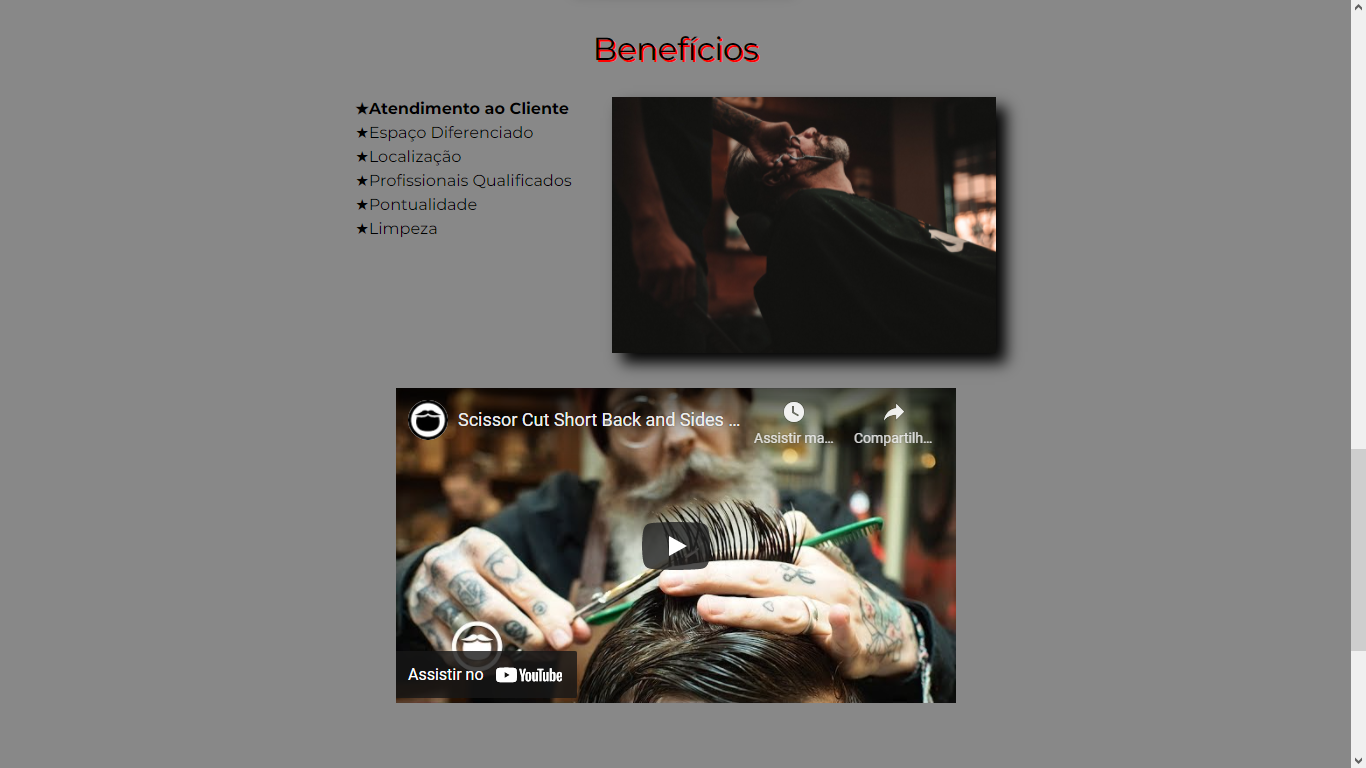 Benefícios
★Atendimento ao Cliente
★Espaço Diferenciado
★Localização
★Profissionais Qualificados
★Pontualidade
★Limpeza
Scissor Cut Short Back and Sides ...
Assistir ma...
Compartilh...
Assistir no YouTube